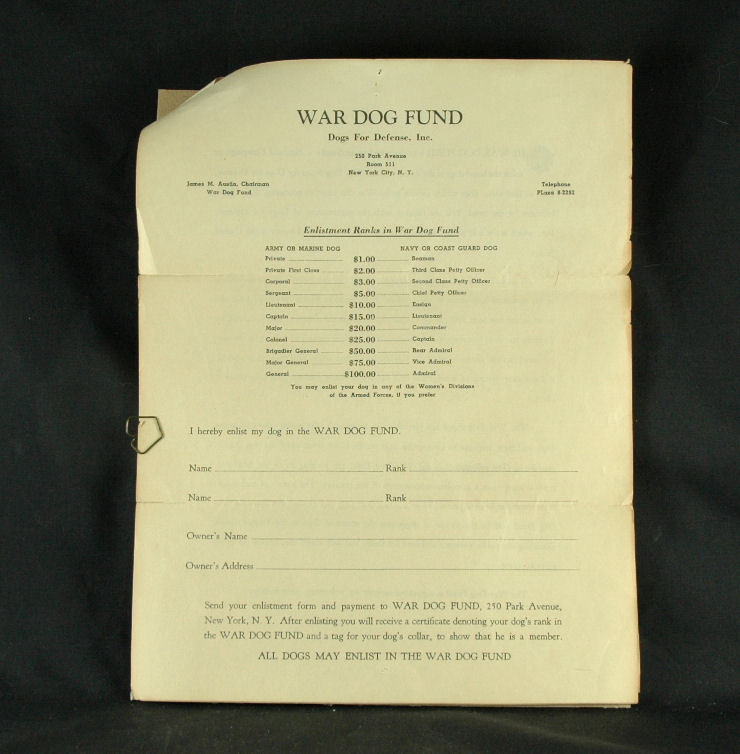 WAR DOG FUND
Dogs For Defense, Inc.
250 Park Avenue
Room 511
New York City, N. Y.
James M. Austin, Chairman
War Dog Fund
Telephone
PLaza 8-2252
Enlistment Ranks in War Dog Fund
ARMY OR MARINE DOG NAVY OR COAST GUARD DOG
Private $1.00 Seaman
Private First Class $2.00 Third Class Petty Officer
Corporal $3.00 Second Class Petty Officer
Sergeant $5.00 Chief Petty Officer
Lieutenant $10.00 Ensign
Captain $15.00 Lieutenant
Major $20.00 Commander
Colonel $25.00 Captain
Brigadier General $50.00 Rear Admiral
Major General $75.00 Vice Admiral
General $100.00 Admiral
You may enlist your dog in any of the Women's Divisions
of the Armed Forces, if you prefer
I hereby enlist my dog in the WAR DOG FUND.
Name Rank
Name Rank
Owner's Name
Owner's Address
Send your enlistment form and payment to WAR DOG FUND, 250 Park Avenue,
New York, N. Y. After enlisting you will receive a certificate denoting your dog's rank in
the WAR DOG FUND and a tag for your dog's collar, to show that he is a member.
ALL DOGS MAY ENLIST IN THE WAR DOG FUND